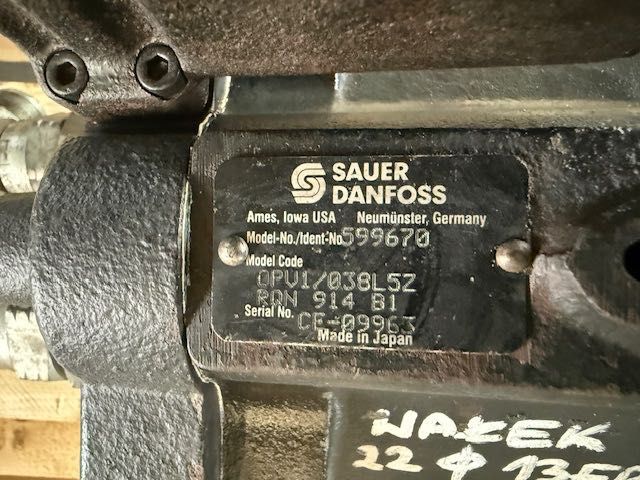 SAUER
DANFOSS
Ames, Iowa USA Neumünster, Germany
Model-No./Ident-No 599670
Model Code
OPV1/038L5Z
RDN 914 B1
Serial No. CE-09963
Made in Japan
WAŁEK
22 ϕ